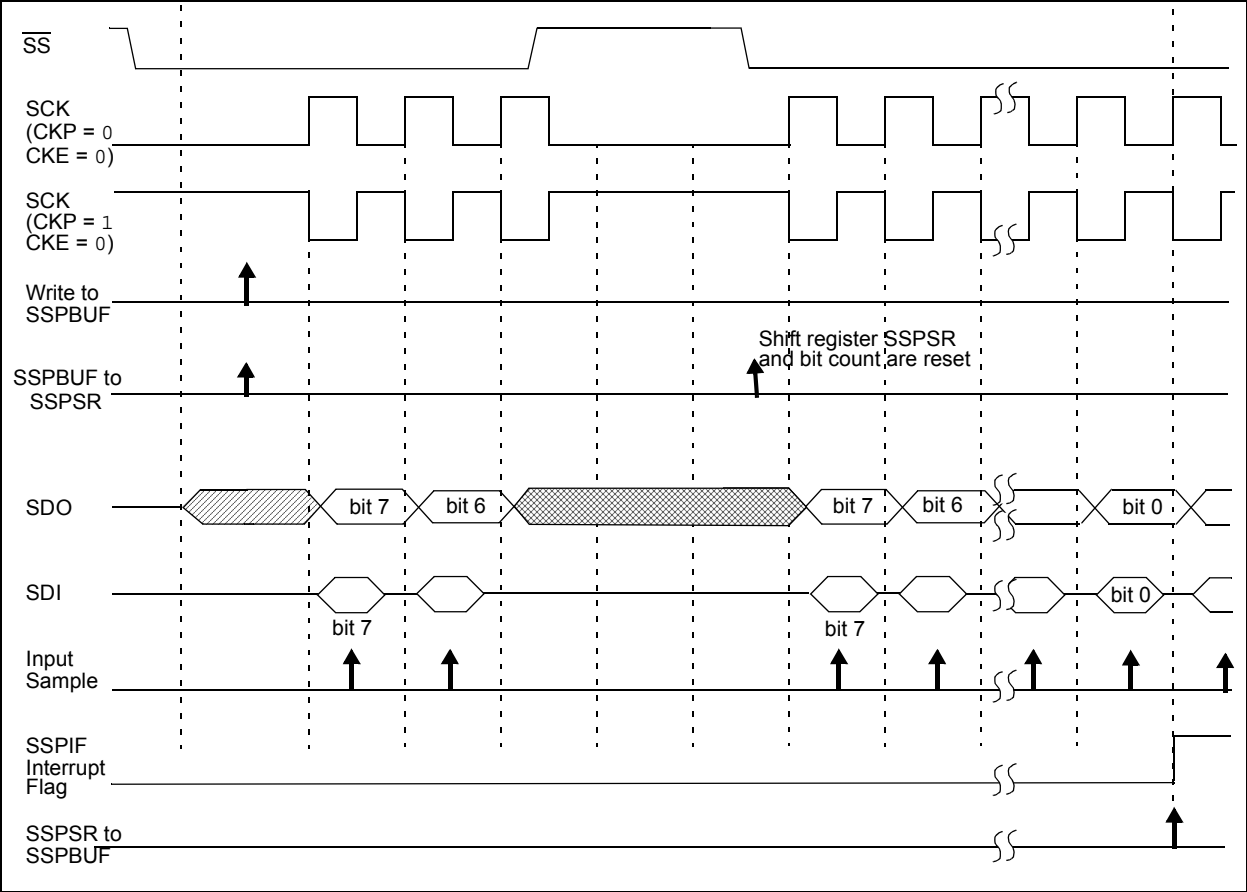 SS
SCK
(CKP = 0
CKE = 0)
SCK
(CKP = 1
CKE = 0)
Write to
SSPBUF
Shift register SSPSR
and bit count are reset
SSPBUF to
SSPSR
SDO
bit 7
bit 6
bit 7
bit 6
bit 0
SDI
bit 0
bit 7
bit 7
Input
Sample
SSPIF
Interrupt
Flag
SSPSR to
SSPBUF